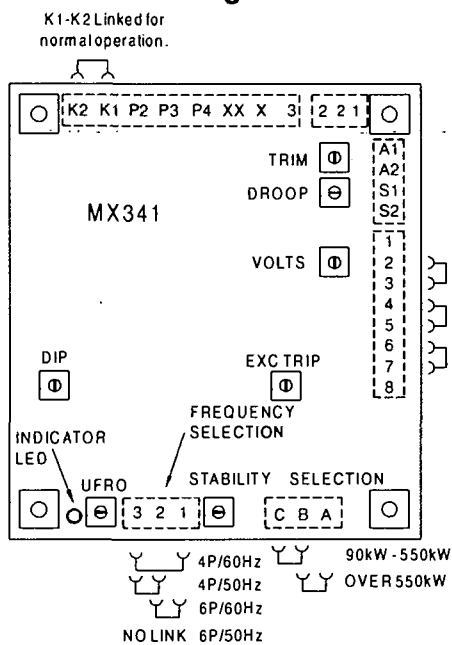 K1-K2 Linked for
normal operation.
K2 K1 P2 P3 P4 XX X 3 2 2 1
A1
A2
S1
S2
TRIM
DROOP
MX341
VOLTS
1
2
3
4
5
6
7
8
DIP
EXC TRIP
FREQUENCY
SELECTION
INDICATOR
LED
UFRO
STABILITY SELECTION
3 2 1
C B A
4P/60Hz
4P/50Hz
6P/60Hz
NO LINK 6P/50Hz
90kW - 550kW
OVER 550kW